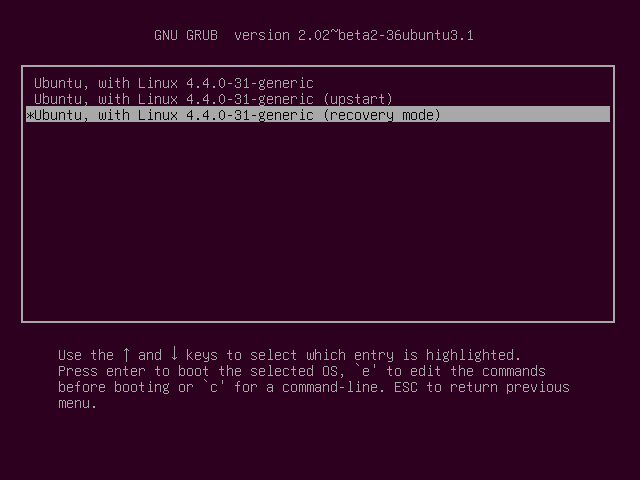 GNU GRUB  version 2.02~beta2-36ubuntu3.1
Ubuntu, with Linux 4.4.0-31-generic
Ubuntu, with Linux 4.4.0-31-generic (upstart)
*Ubuntu, with Linux 4.4.0-31-generic (recovery mode)
Use the ↑ and ↓ keys to select which entry is highlighted.
Press enter to boot the selected OS, `e' to edit the commands
before booting or `c' for a command-line. ESC to return previous
menu.